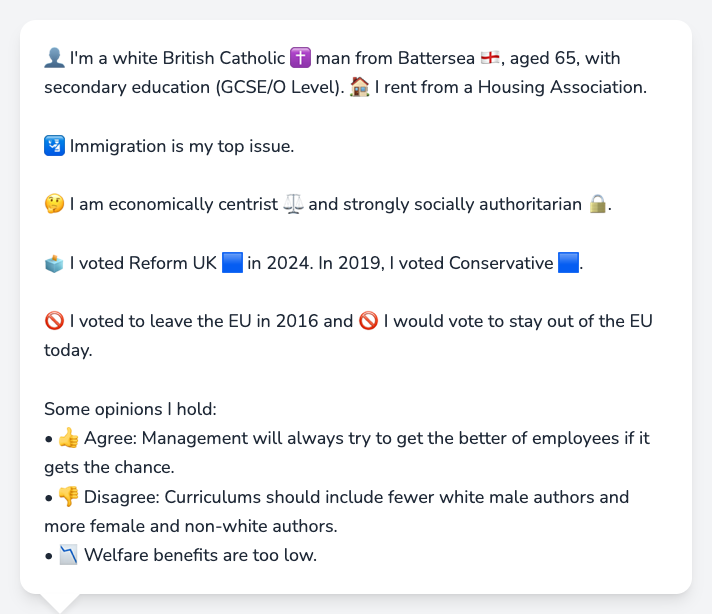 👤 I'm a white British Catholic ✝️ man from Battersea 🏴󠁧󠁢󠁥󠁮󠁧󠁿, aged 65, with
secondary education (GCSE/O Level). 🏠 I rent from a Housing Association.
🛂 Immigration is my top issue.
🤔 I am economically centrist ⚖️ and strongly socially authoritarian 🔒.
🗳️ I voted Reform UK 🟦 in 2024. In 2019, I voted Conservative 🟦.
🚫 I voted to leave the EU in 2016 and 🚫 I would vote to stay out of the EU
today.
Some opinions I hold:
• 👍 Agree: Management will always try to get the better of employees if it
gets the chance.
• 👎 Disagree: Curriculums should include fewer white male authors and
more female and non-white authors.
• 📉 Welfare benefits are too low.